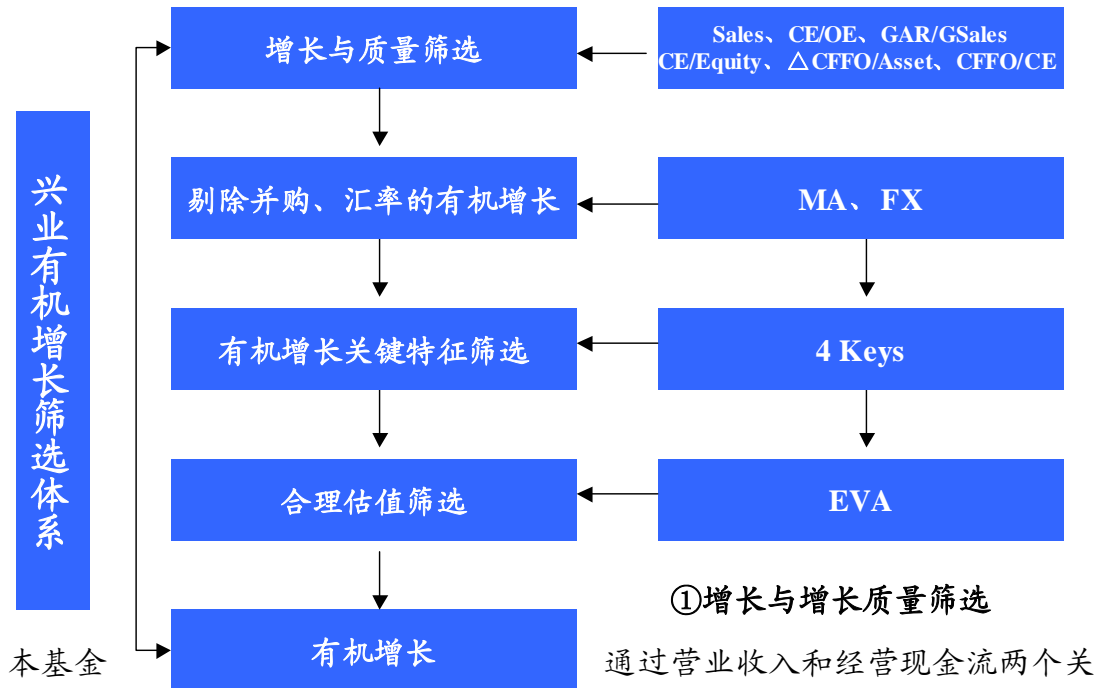 兴业有机增长筛选体系
增长与质量筛选
Sales、CE/OE、GAR/GSales
CE/Equity、△CFFO/Asset、CFFO/CE
剔除并购、汇率的有机增长
MA、FX
有机增长关键特征筛选
4 Keys
合理估值筛选
EVA
①增长与增长质量筛选
有机增长
本基金
通过营业收入和经营现金流两个关